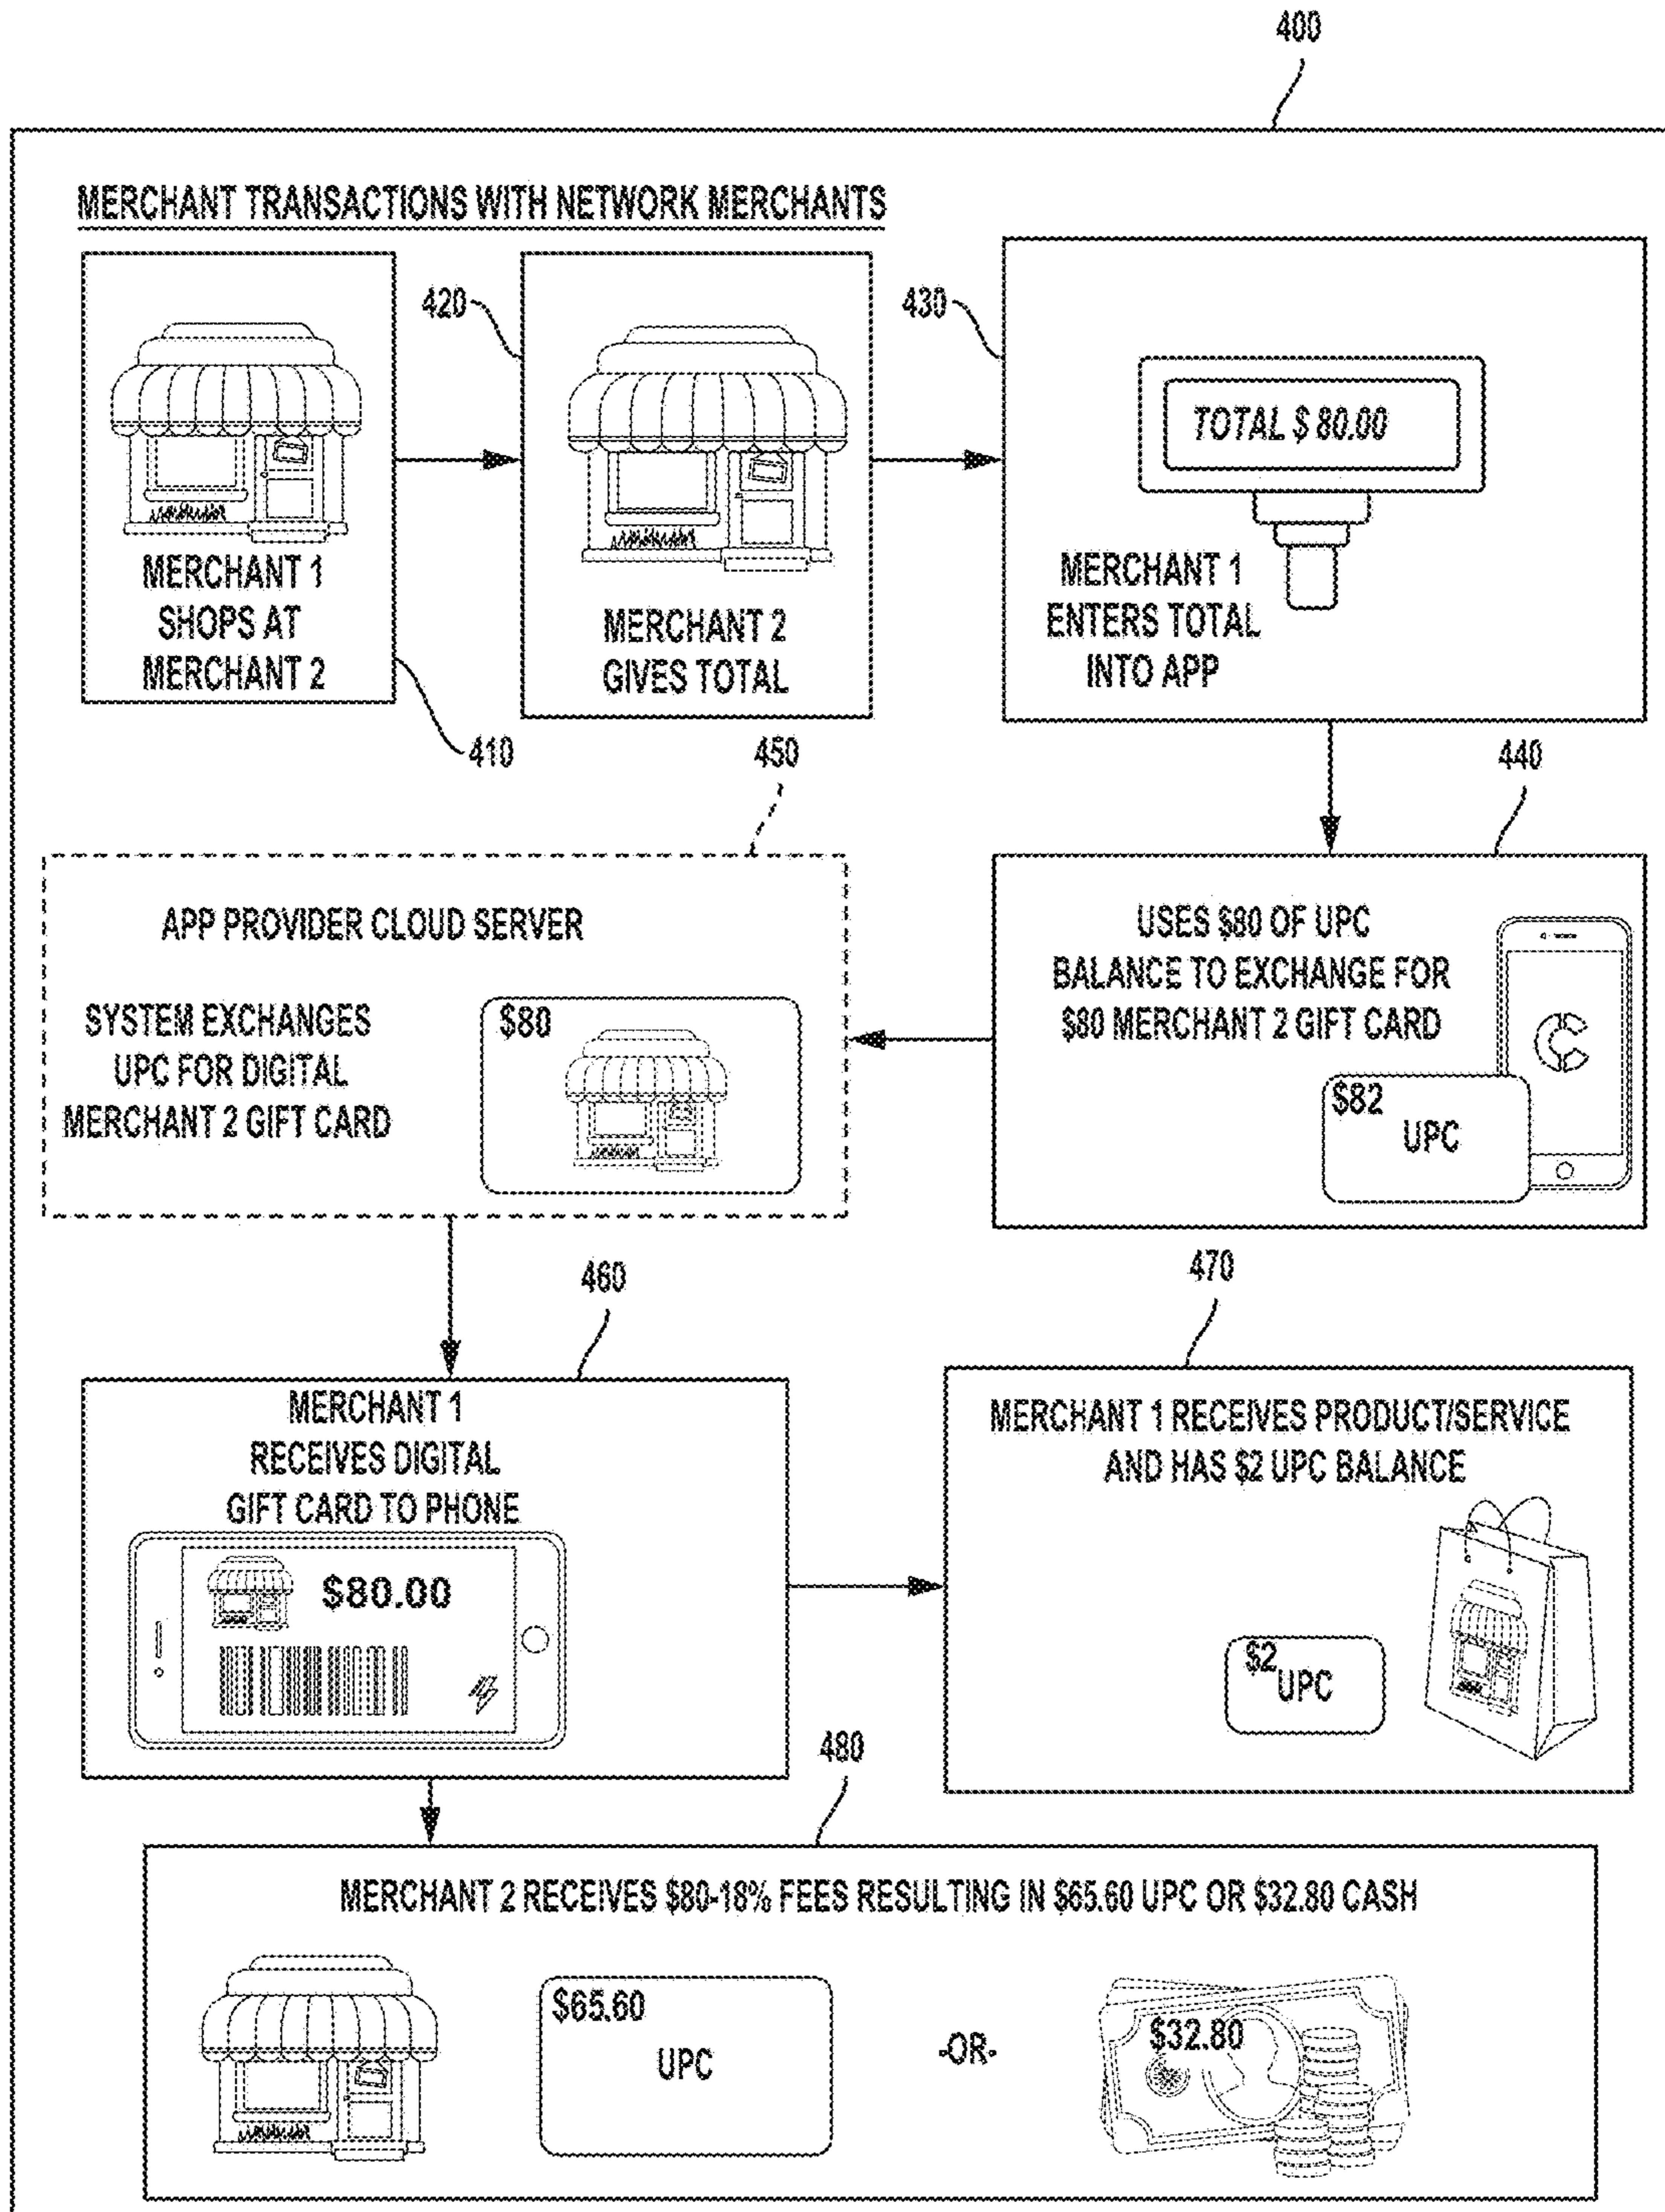 400
MERCHANT TRANSACTIONS WITH NETWORK MERCHANTS
MERCHANT 1
SHOPS AT
MERCHANT 2
410
420
MERCHANT 2
GIVES TOTAL
430
TOTAL $ 80.00
MERCHANT 1
ENTERS TOTAL
INTO APP
440
USES $80 OF UPC
BALANCE TO EXCHANGE FOR
$80 MERCHANT 2 GIFT CARD
$82
UPC
450
APP PROVIDER CLOUD SERVER
SYSTEM EXCHANGES
UPC FOR DIGITAL
MERCHANT 2 GIFT CARD
$80
460
MERCHANT 1
RECEIVES DIGITAL
GIFT CARD TO PHONE
$80.00
470
MERCHANT 1 RECEIVES PRODUCT/SERVICE
AND HAS $2 UPC BALANCE
$2
UPC
480
MERCHANT 2 RECEIVES $80-18% FEES RESULTING IN $65.60 UPC OR $32.80 CASH
$65.60
UPC
-OR-
$32.80